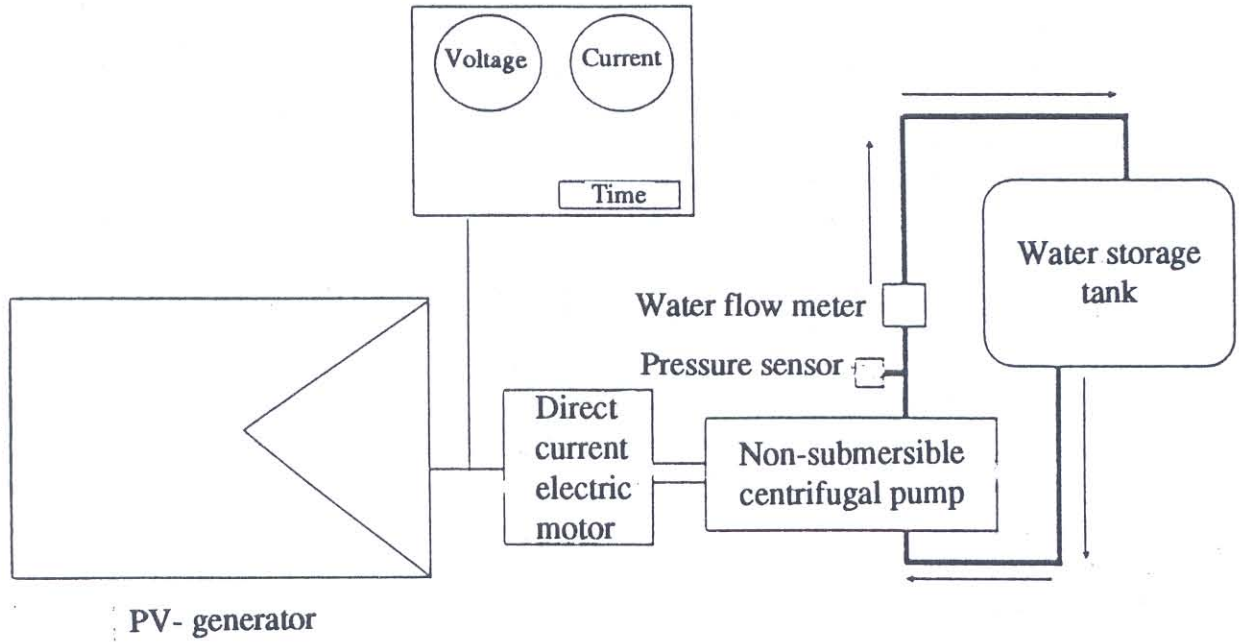 Voltage
Current
Time
Water storage
tank
Water flow meter
Pressure sensor
Direct
current
electric
motor
Non-submersible
centrifugal pump
PV- generator